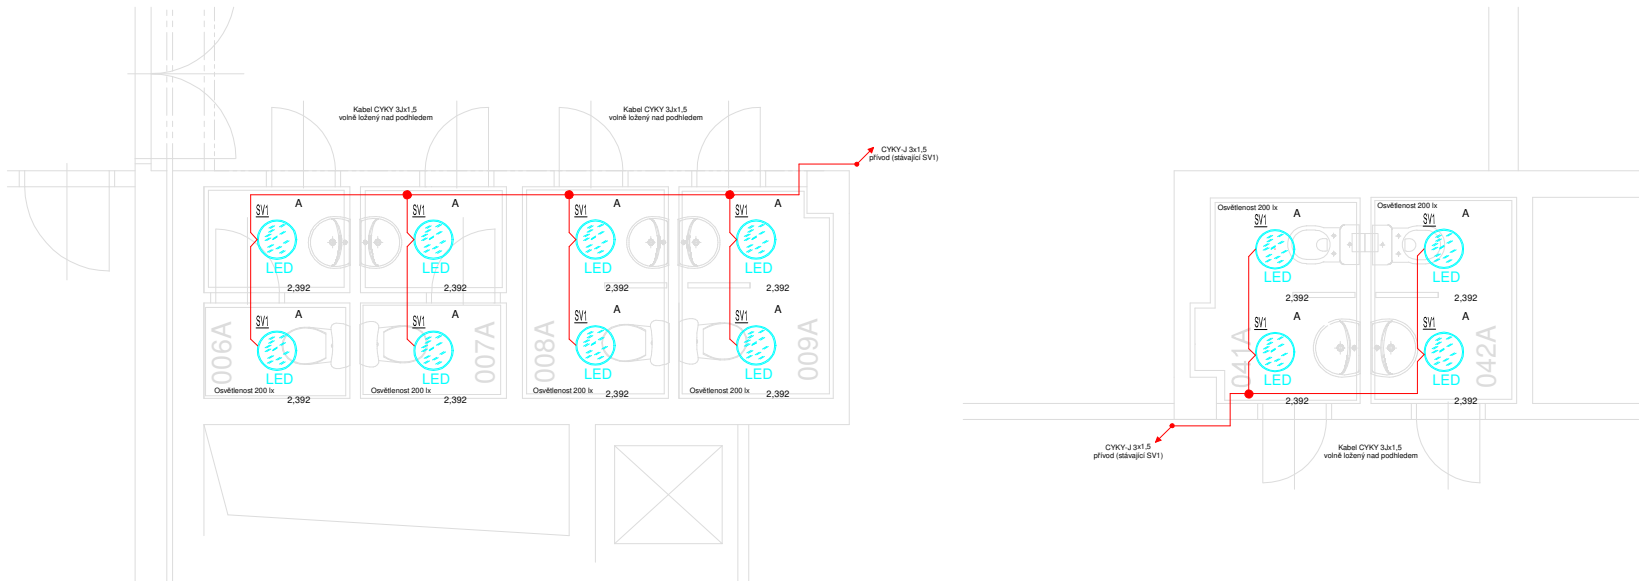 Kabel CYKY 3Jx1,5
volně ložený nad podhledem
Kabel CYKY 3Jx1,5
volně ložený nad podhledem
CYKY-J 3x1,5
přívod (stávající SV1)
SV1
A
LED
2,392
SV1
A
LED
2,392
SV1
A
LED
2,392
SV1
A
LED
2,392
006A
SV1
A
LED
2,392
Osvětlenost 200 lx
SV1
A
LED
2,392
007A
Osvětlenost 200 lx
008A
SV1
A
LED
2,392
Osvětlenost 200 lx
SV1
A
LED
2,392
009A
Osvětlenost 200 lx
Osvětlenost 200 lx
SV1
A
LED
2,392
Osvětlenost 200 lx
SV1
A
LED
2,392
041A
SV1
A
LED
2,392
SV1
A
LED
2,392
042A
CYKY-J 3x1,5
přívod (stávající SV1)
Kabel CYKY 3Jx1,5
volně ložený nad podhledem